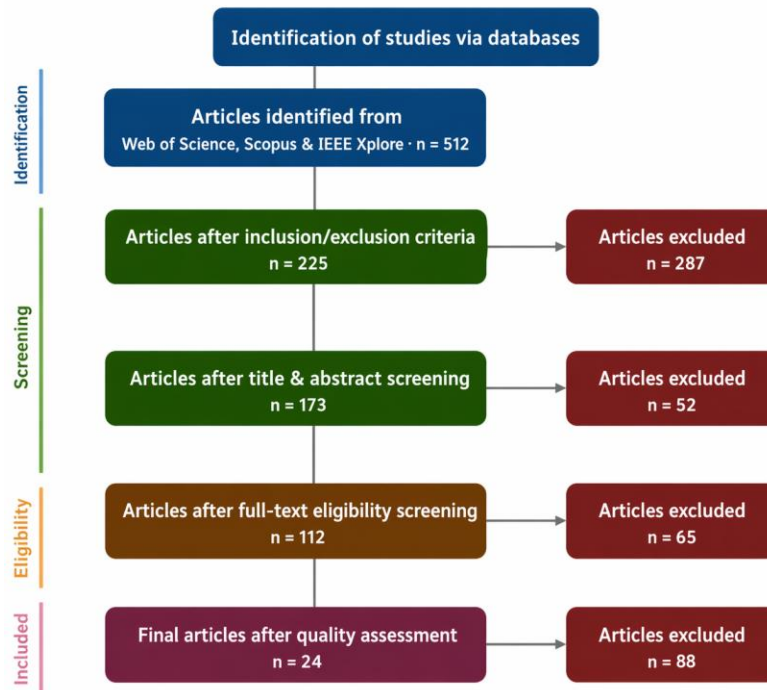 Identification of studies via databases
Identification
Articles identified from
Web of Science, Scopus & IEEE Xplore · n = 512
Screening
Articles after inclusion/exclusion criteria
n = 225
Articles excluded
n = 287
Articles after title & abstract screening
n = 173
Articles excluded
n = 52
Eligibility
Articles after full-text eligibility screening
n = 112
Articles excluded
n = 65
Included
Final articles after quality assessment
n = 24
Articles excluded
n = 88